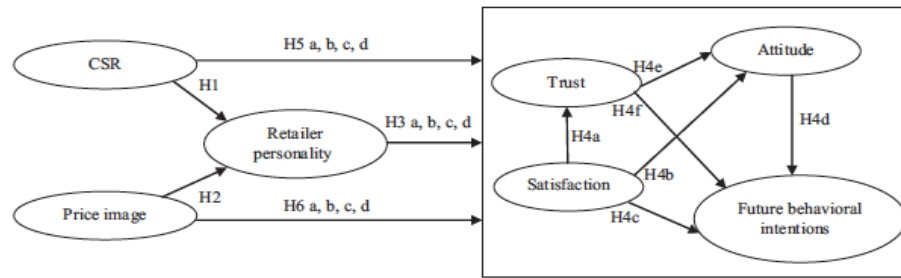 H5 a, b, c, d
CSR
H1
Retailer
personality
H3 a, b, c, d
H2
Price image
H6 a, b, c, d
Attitude
H4e
Trust
H4f
H4d
H4a
H4b
Satisfaction
H4c
Future behavioral
intentions